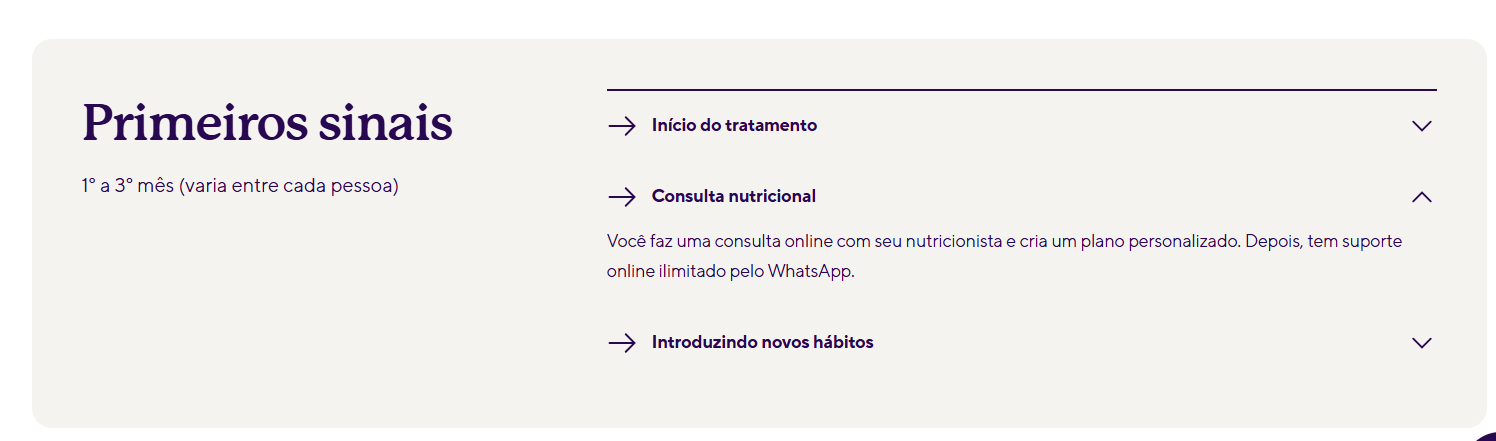 Primeiros sinais
1° a 3° mês (varia entre cada pessoa)
Início do tratamento
Consulta nutricional
Você faz uma consulta online com seu nutricionista e cria um plano personalizado. Depois, tem suporte
online ilimitado pelo WhatsApp.
Introduzindo novos hábitos